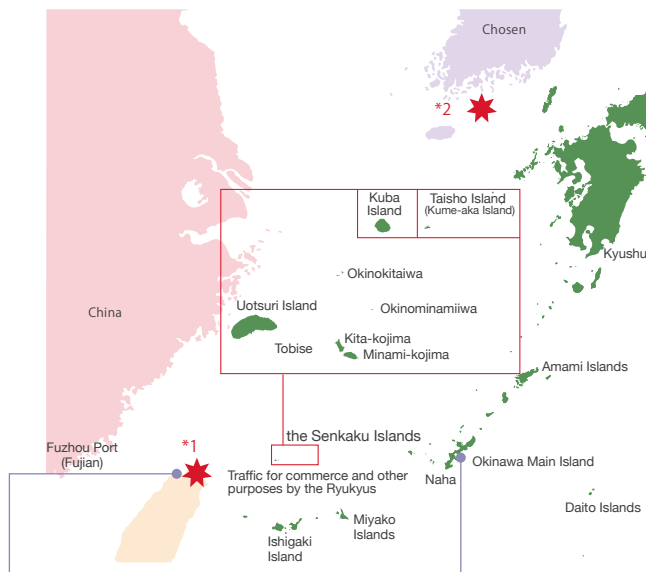 Chosen
*2
Kuba
Island
Taisho Island
(Kume-aka Island)
Kyushu
Okinokitaiwa
Uotsuri Island
Okinominamiiwa
China
Kita-kojima
Tobise
Minami-kojima
Amami Islands
*1
the Senkaku Islands
Fuzhou Port
(Fujian)
Okinawa Main Island
Traffic for commerce and other
purposes by the Ryukyus
Naha
Daito Islands
Miyako
Islands
Ishigaki
Island